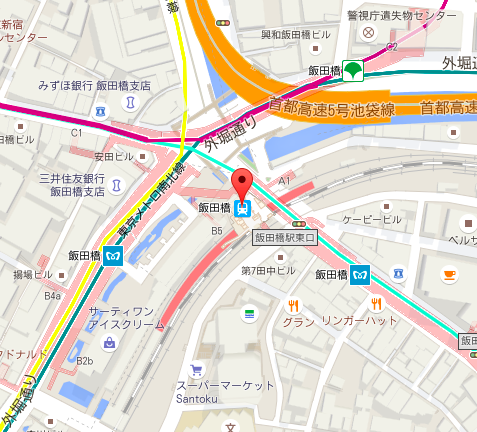 警視庁遺失物センター
興和飯田橋ビル
C2
飯田橋
外堀通
みずほ銀行 飯田橋支店
首都高速5号池袋線
首都高速
C1
外堀通り
田橋ビル
安田ビル
三井住友銀行
飯田橋支店
東京メトロ南北線
A1
飯田橋
ケービービル
B5
飯田橋駅東口
ベルサ
飯田橋
第7田中ビル
飯田橋
揚場ビル
B4a
サーティワン
アイスクリーム
グラン
リンガーハット
飯田
クドナルド
B2b
スーパーマーケット
Santoku
外堀通り